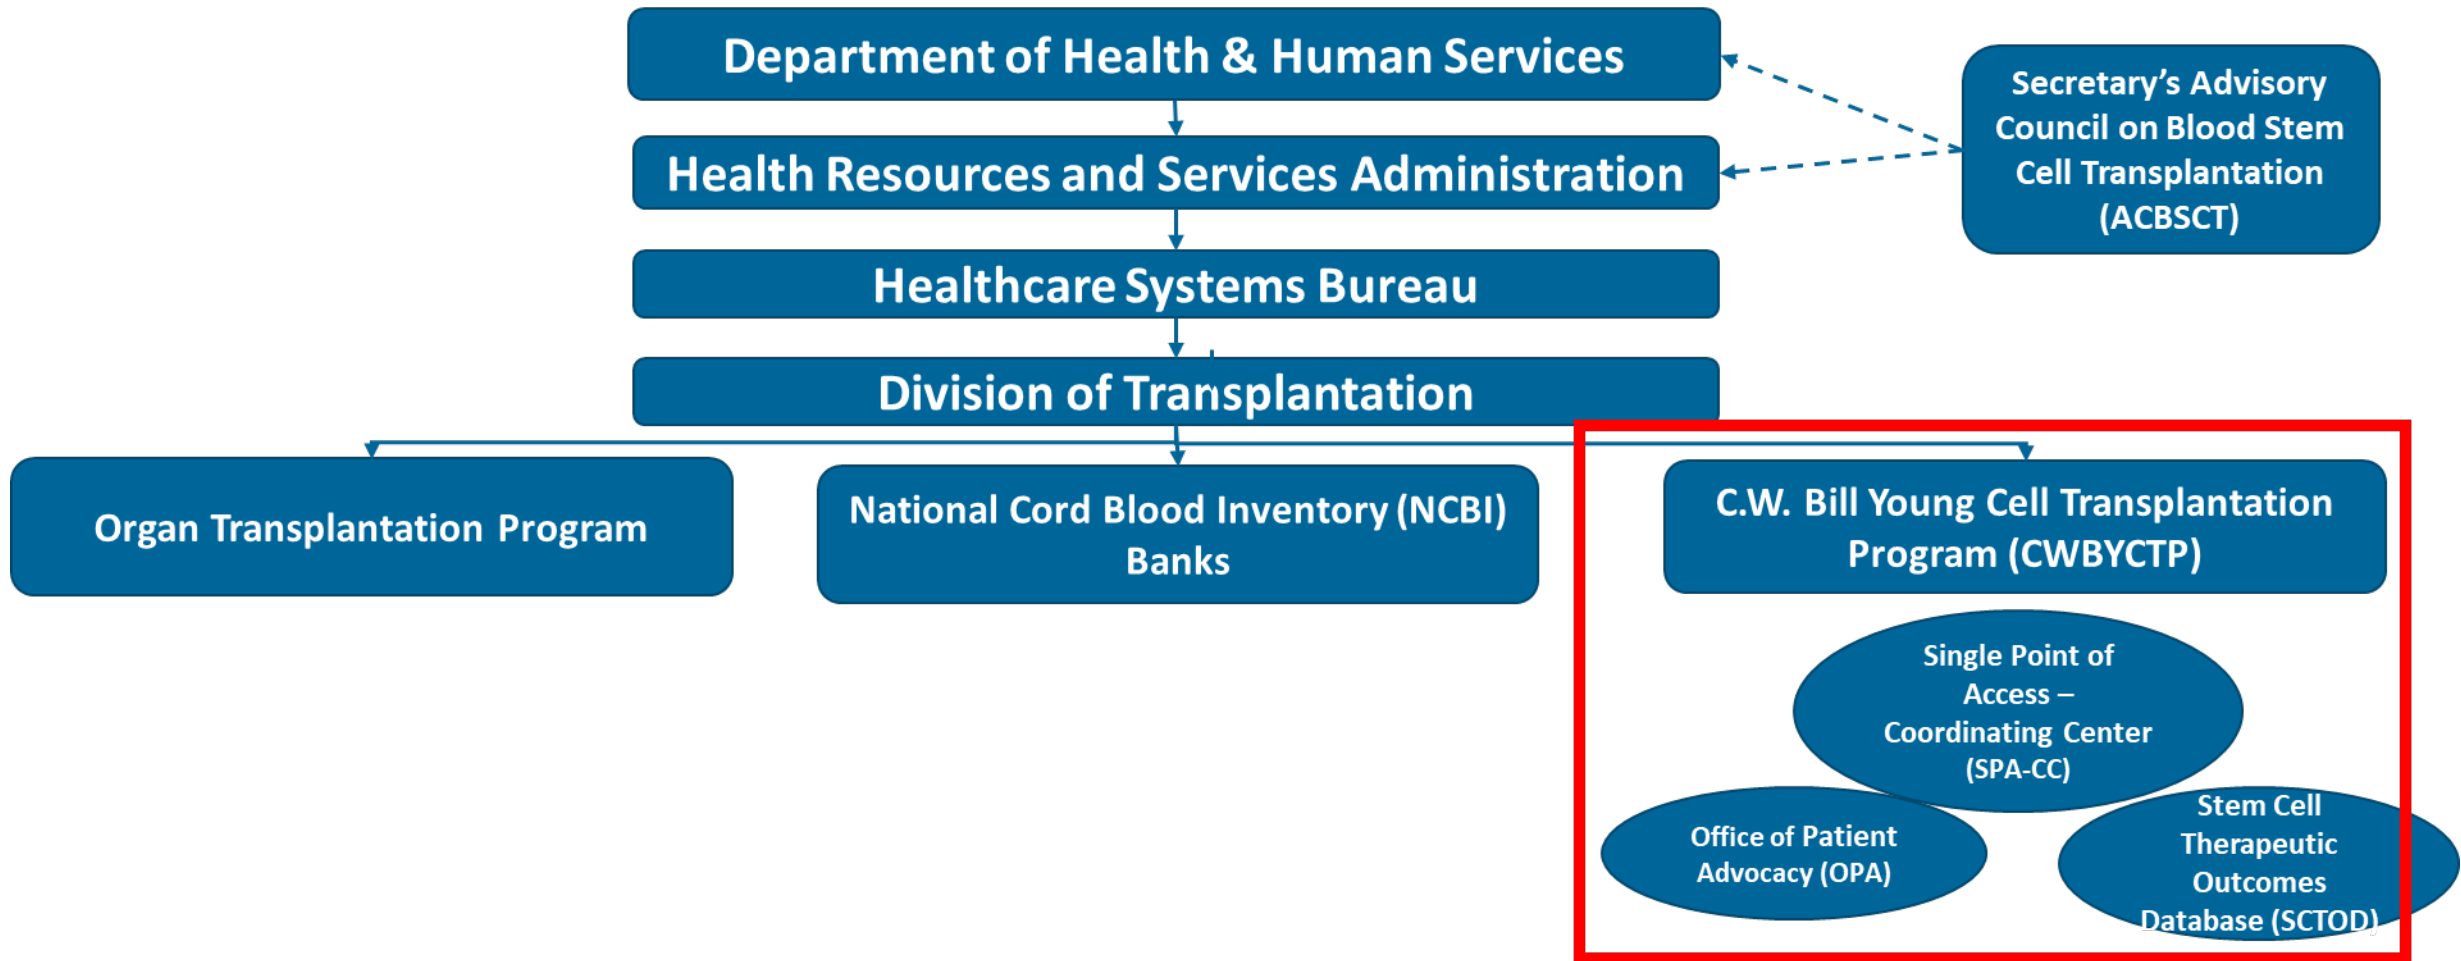 Department of Health & Human Services
Secretary's Advisory
Council on Blood Stem
Cell Transplantation
(ACBSCT)
Health Resources and Services Administration
Healthcare Systems Bureau
Division of Transplantation
Organ Transplantation Program
National Cord Blood Inventory (NCBI)
Banks
C.W. Bill Young Cell Transplantation
Program (CWBYCTP)
Single Point of
Access –
Coordinating Center
(SPA-CC)
Office of Patient
Advocacy (OPA)
Stem Cell
Therapeutic
Outcomes
Database (SCTOD)